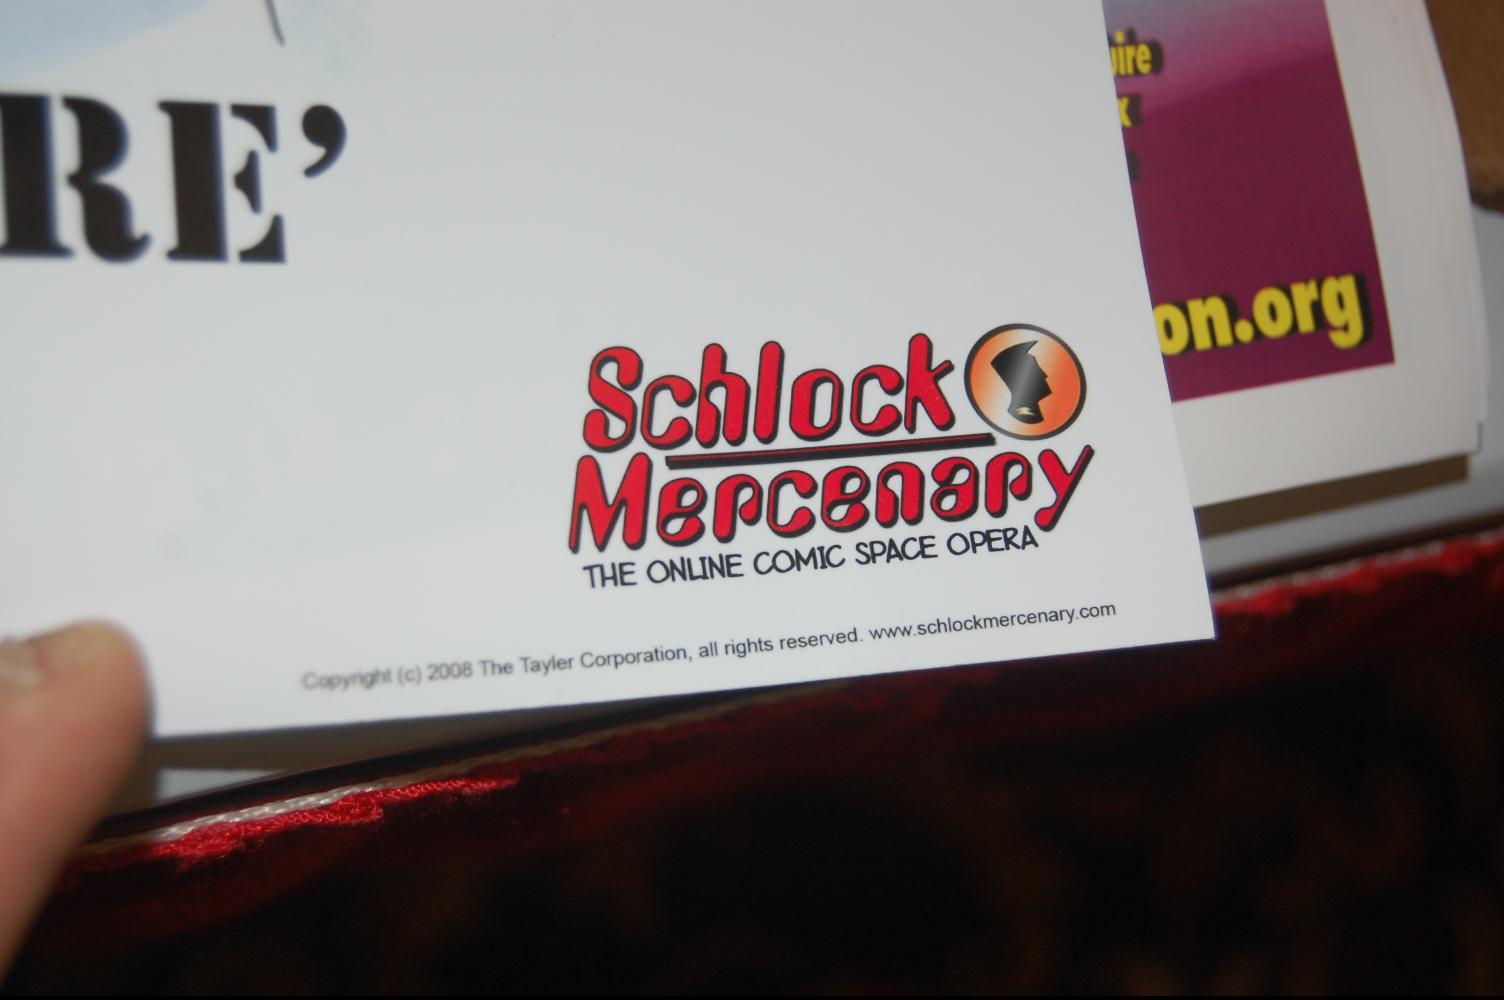 RE’
Schlock
Mercenary
THE ONLINE COMIC SPACE OPERA
Copyright (c) 2008 The Tayler Corporation, all rights reserved. www.schlockmercenary.com
on.org